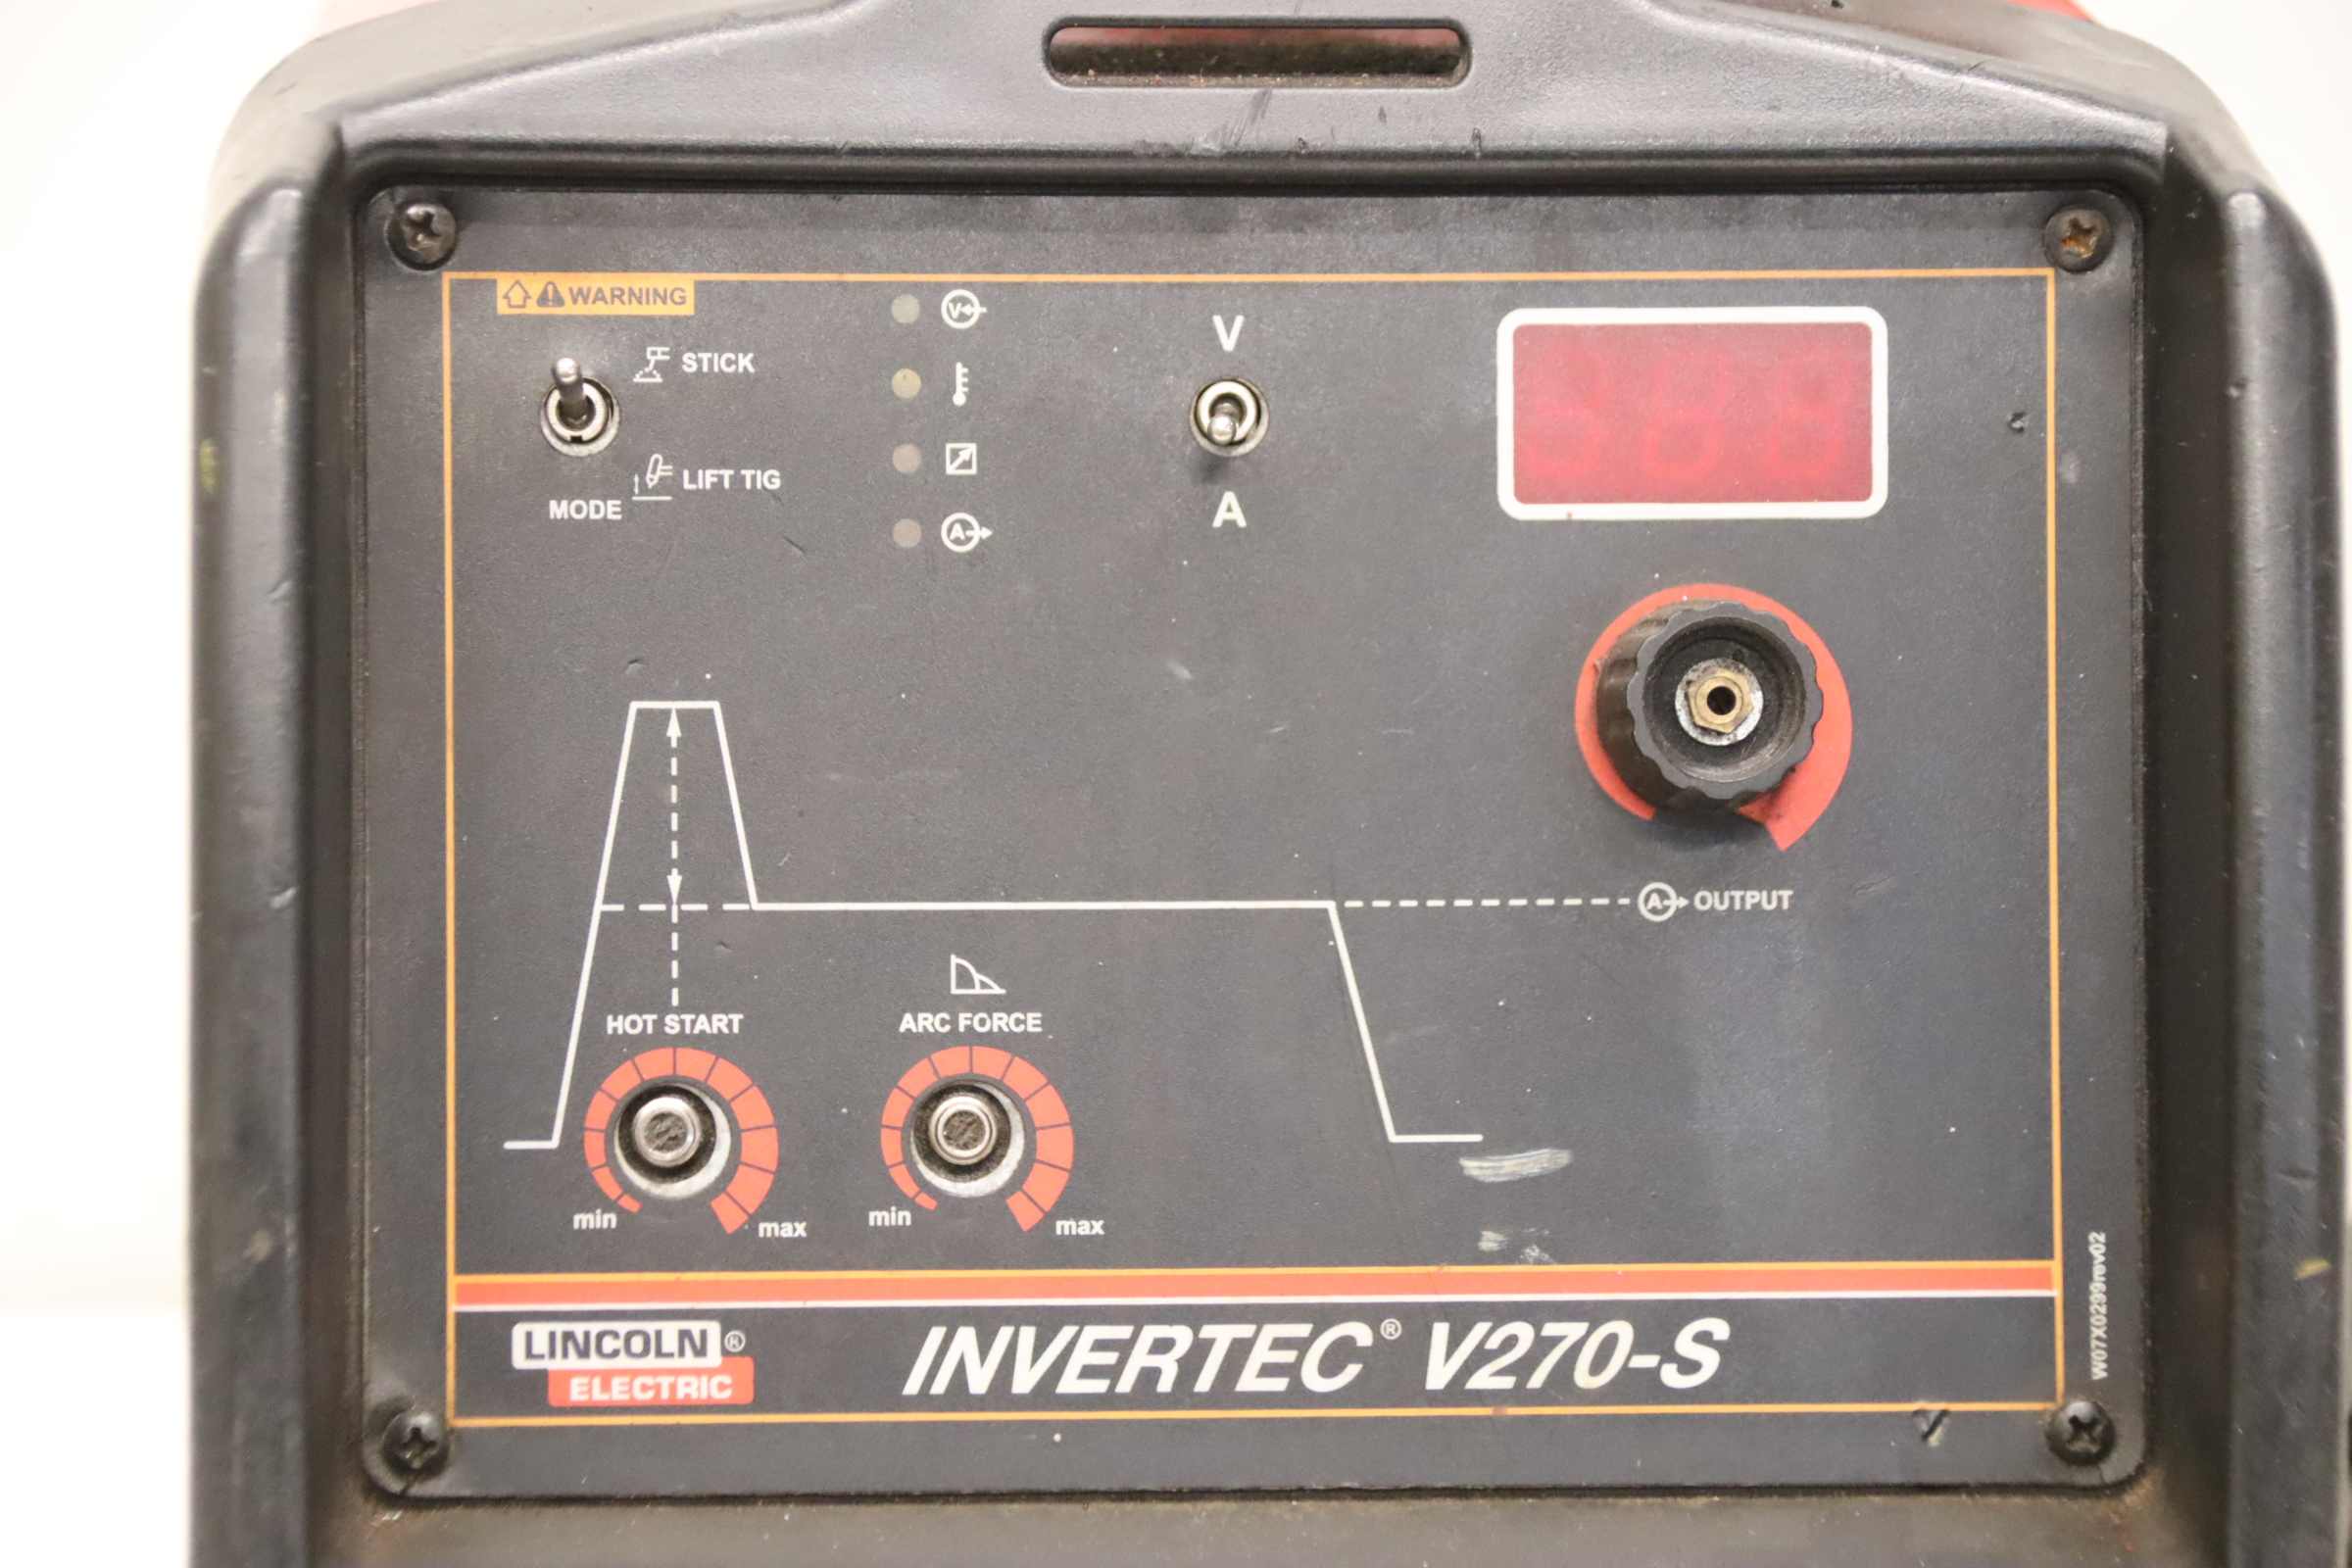 WARNING
STICK
LIFT TIG
MODE
V
V
A
A
OUTPUT
A
HOT START
ARC FORCE
min
max
min
max
LINCOLN ®
ELECTRIC
INVERTEC® V270-S
W07X0299rev02